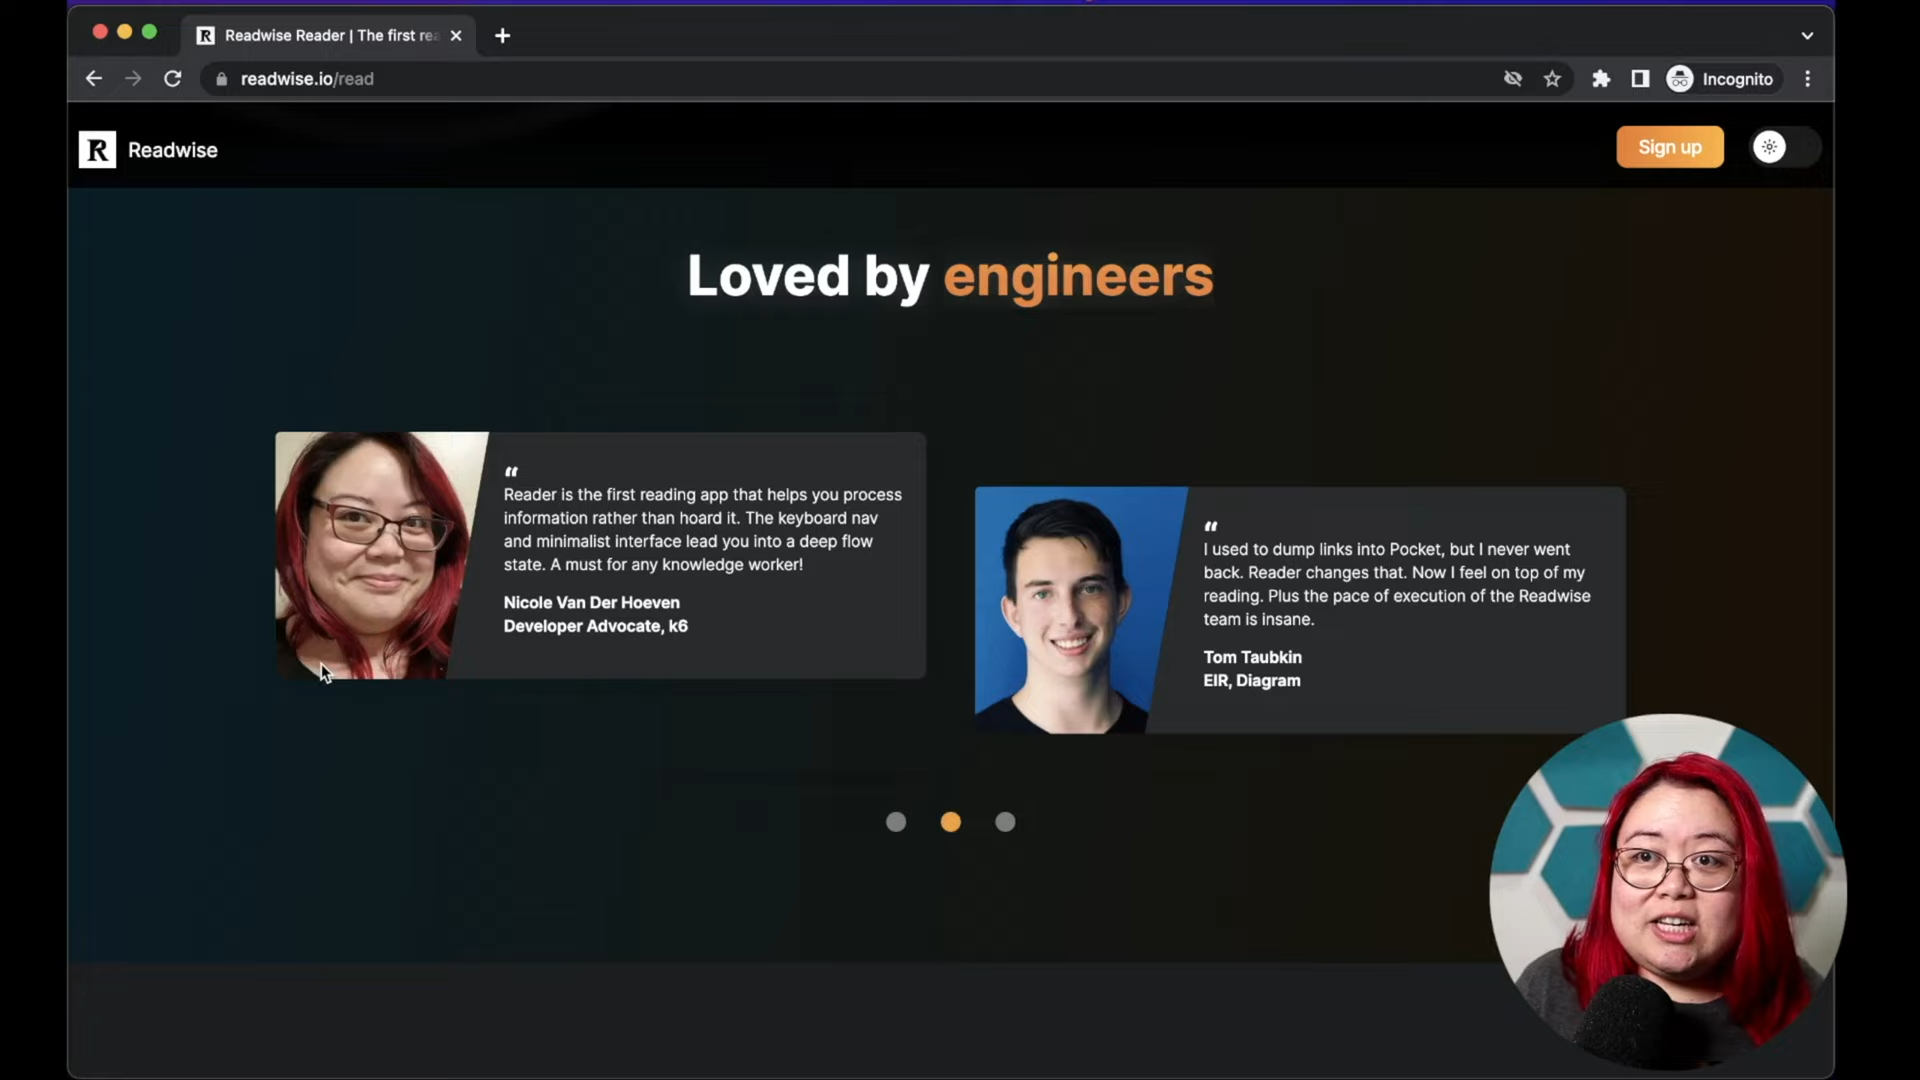 Readwise Reader | The first rea
readwise.io/read
Incognito
R Readwise
Sign up
Loved by engineers
“
Reader is the first reading app that helps you process
information rather than hoard it. The keyboard nav
and minimalist interface lead you into a deep flow
state. A must for any knowledge worker!
Nicole Van Der Hoeven
Developer Advocate, k6
“
I used to dump links into Pocket, but I never went
back. Reader changes that. Now I feel on top of my
reading. Plus the pace of execution of the Readwise
team is insane.
Tom Taubkin
EIR, Diagram